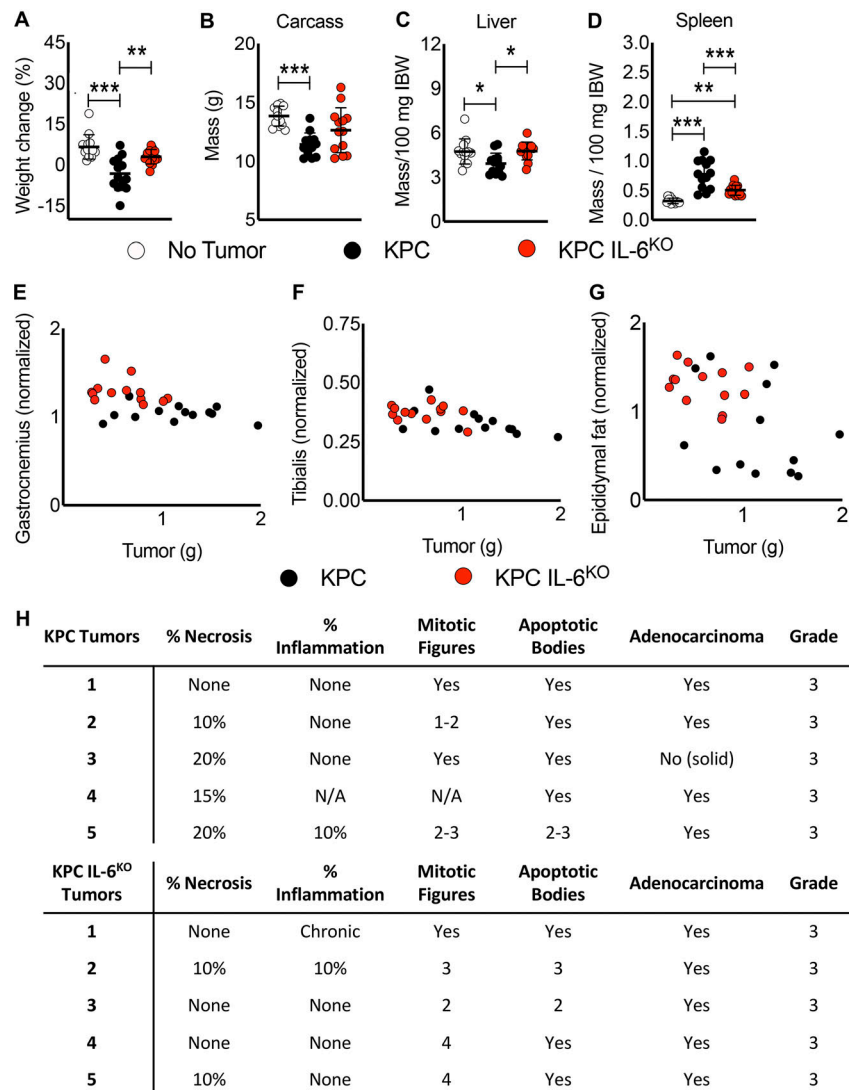 A
Weight change (%)
45
30
15
0
-15
***
**
B
Carcass
Mass (g)
20
15
10
5
***
C
Liver
Mass/100 mg IBW
12
9
6
3
0
*
*
D
Spleen
Mass / 100 mg IBW
3.0
2.5
2.0
1.5
1.0
0.5
0.0
***
**
***
No Tumor KPC KPC IL-6KO
E
Gastrocnemius (normalized)
2
1
0
1 2
Tumor (g)
F
Tibialis (normalized)
0.75
0.50
0.25
0.00
1 2
Tumor (g)
G
Epididymal fat (normalized)
2
1
0
1 2
Tumor (g)
KPC KPC IL-6KO
H
KPC Tumors % Necrosis % Inflammation Mitotic Figures Apoptotic Bodies Adenocarcinoma Grade
1 None None Yes Yes Yes 3
2 10% None 1-2 Yes Yes 3
3 20% None Yes Yes No (solid) 3
4 15% N/A N/A Yes Yes 3
5 20% 10% 2-3 2-3 Yes 3
KPC IL-6KO Tumors % Necrosis % Inflammation Mitotic Figures Apoptotic Bodies Adenocarcinoma Grade
1 None Chronic Yes Yes Yes 3
2 10% 10% 3 3 Yes 3
3 None None 2 2 Yes 3
4 None None 4 Yes Yes 3
5 10% None 4 Yes Yes 3